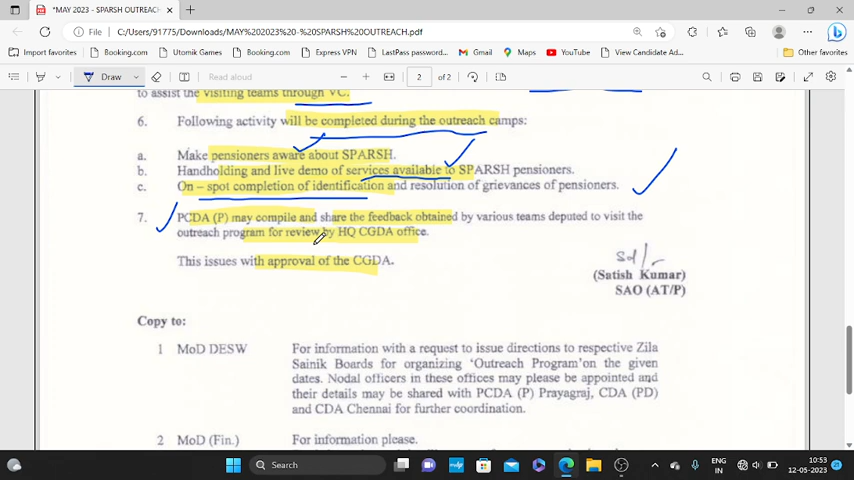 *MAY 2023 - SPARSH OUTREACH
File
C:/Users/91775/Downloads/MAY%202023%20-%20SPARSH%20OUTREACH.pdf
Import favorites
Booking.com
Utomik Games
Booking.com
Express VPN
LastPass password...
Gmail
Maps
YouTube
[View/Download Cir...
Other favorites
Draw
Read aloud
2
of 2
to assist the visiting teams through VC.
6. Following activity will be completed during the outreach camps:
a. Make pensioners aware about SPARSH.
b. Handholding and live demo of services available to SPARSH pensioners.
c. On – spot completion of identification and resolution of grievances of pensioners.
7. PCDA (P) may compile and share the feedback obtained by various teams deputed to visit the
outreach program for review by HQ CGDA office.
This issues with approval of the CGDA.
Sd/-
(Satish Kumar)
SAO (AT/P)
Copy to:
1 MoD DESW
For information with a request to issue directions to respective Zila
Sainik Boards for organizing 'Outreach Program'on the given
dates. Nodal officers in these offices may please be appointed and
their details may be shared with PCDA (P) Prayagraj, CDA (PD)
and CDA Chennai for further coordination.
2 MoD (Fin.)
For information please.
Search
ENG
IN
10:53
12-05-2023